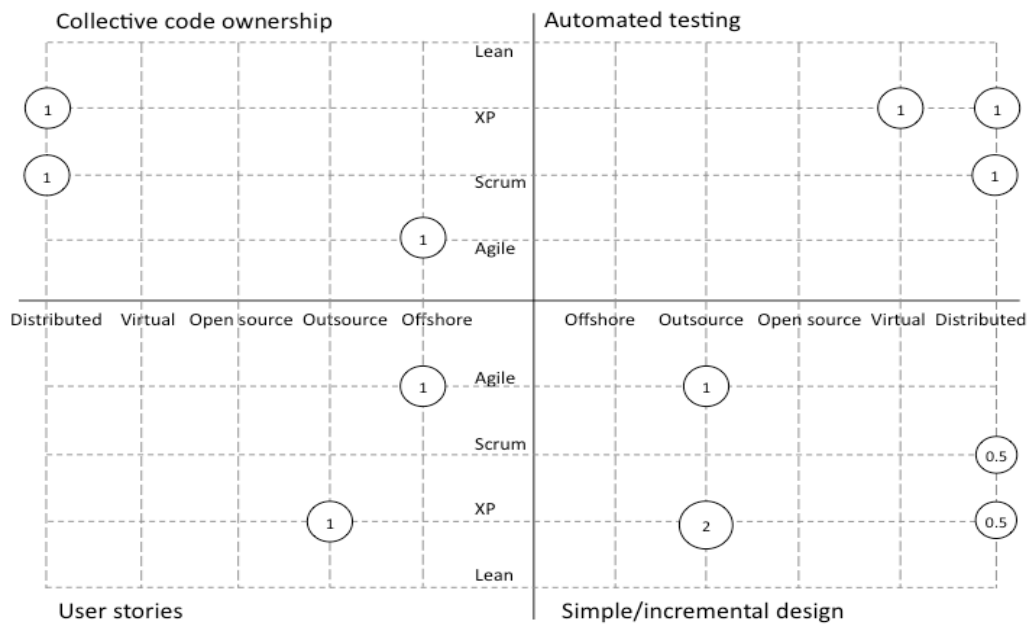 Collective code ownership
Automated testing
Lean
1
XP
1
1
1
Scrum
1
1
Agile
Distributed Virtual Open source Outsource Offshore
Offshore Outsource Open source Virtual Distributed
1
Agile
1
Scrum
0.5
1
XP
2
0.5
Lean
User stories
Simple/incremental design